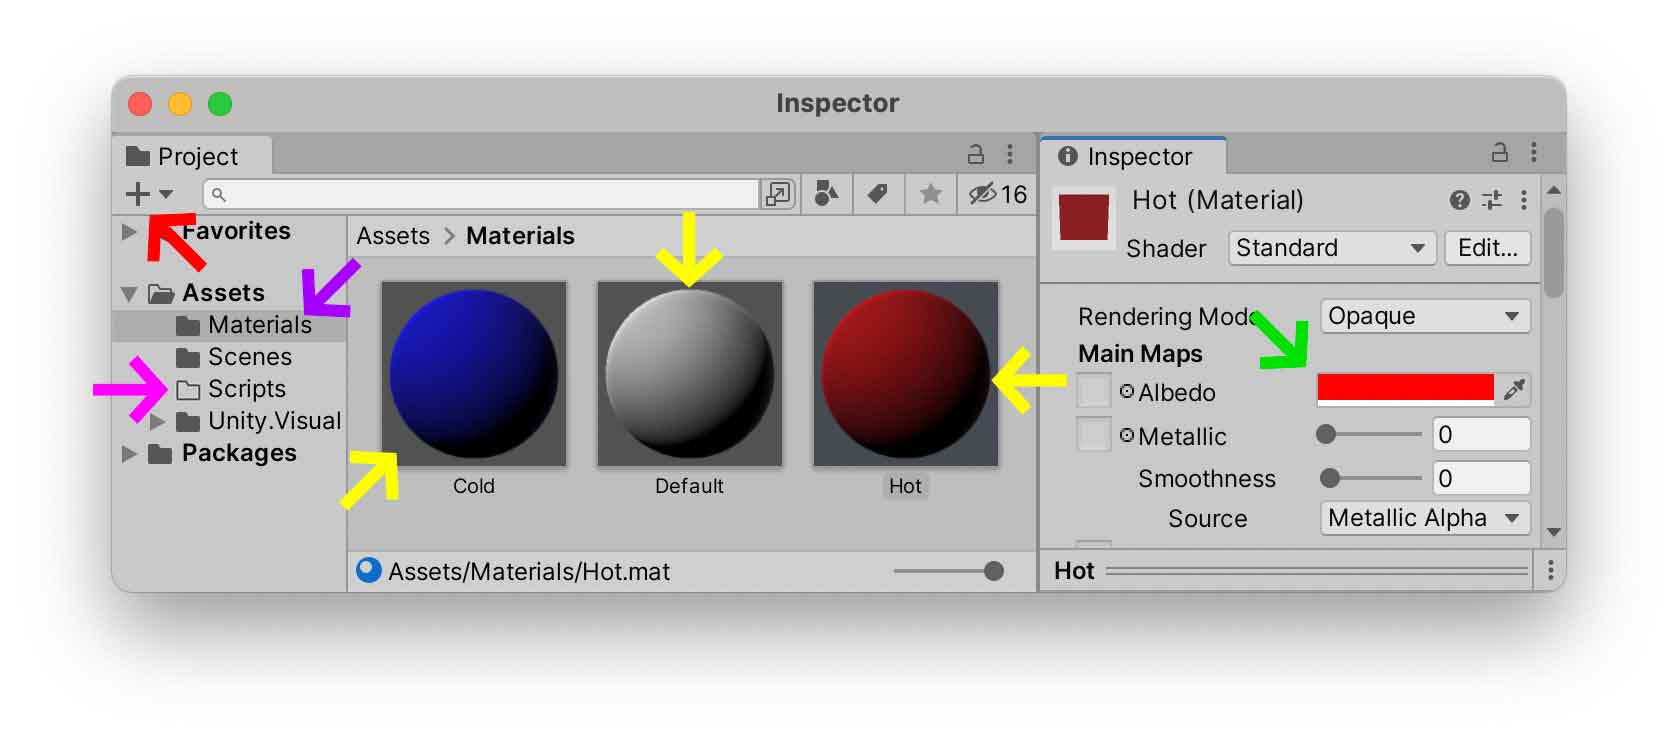 Inspector
Project
16
Favorites
Assets
Materials
Scenes
Scripts
Unity.Visual
Packages
Assets > Materials
Cold
Default
Hot
Assets/Materials/Hot.mat
Inspector
Hot (Material)
Shader Standard Edit...
Rendering Mode Opaque
Main Maps
Albedo
Metallic 0
Smoothness 0
Source Metallic Alpha
Hot